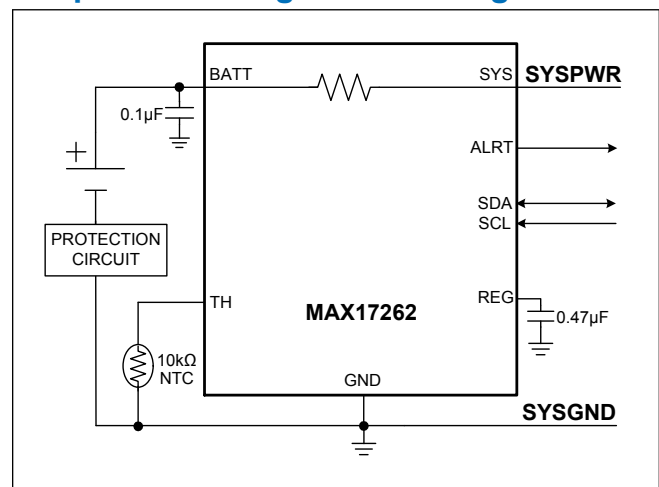 BATT
SYS
SYSPWR
0.1µF
ALRT
+
SDA
SCL
PROTECTION
CIRCUIT
TH
REG
MAX17262
0.47µF
10kΩ
NTC
GND
SYSGND